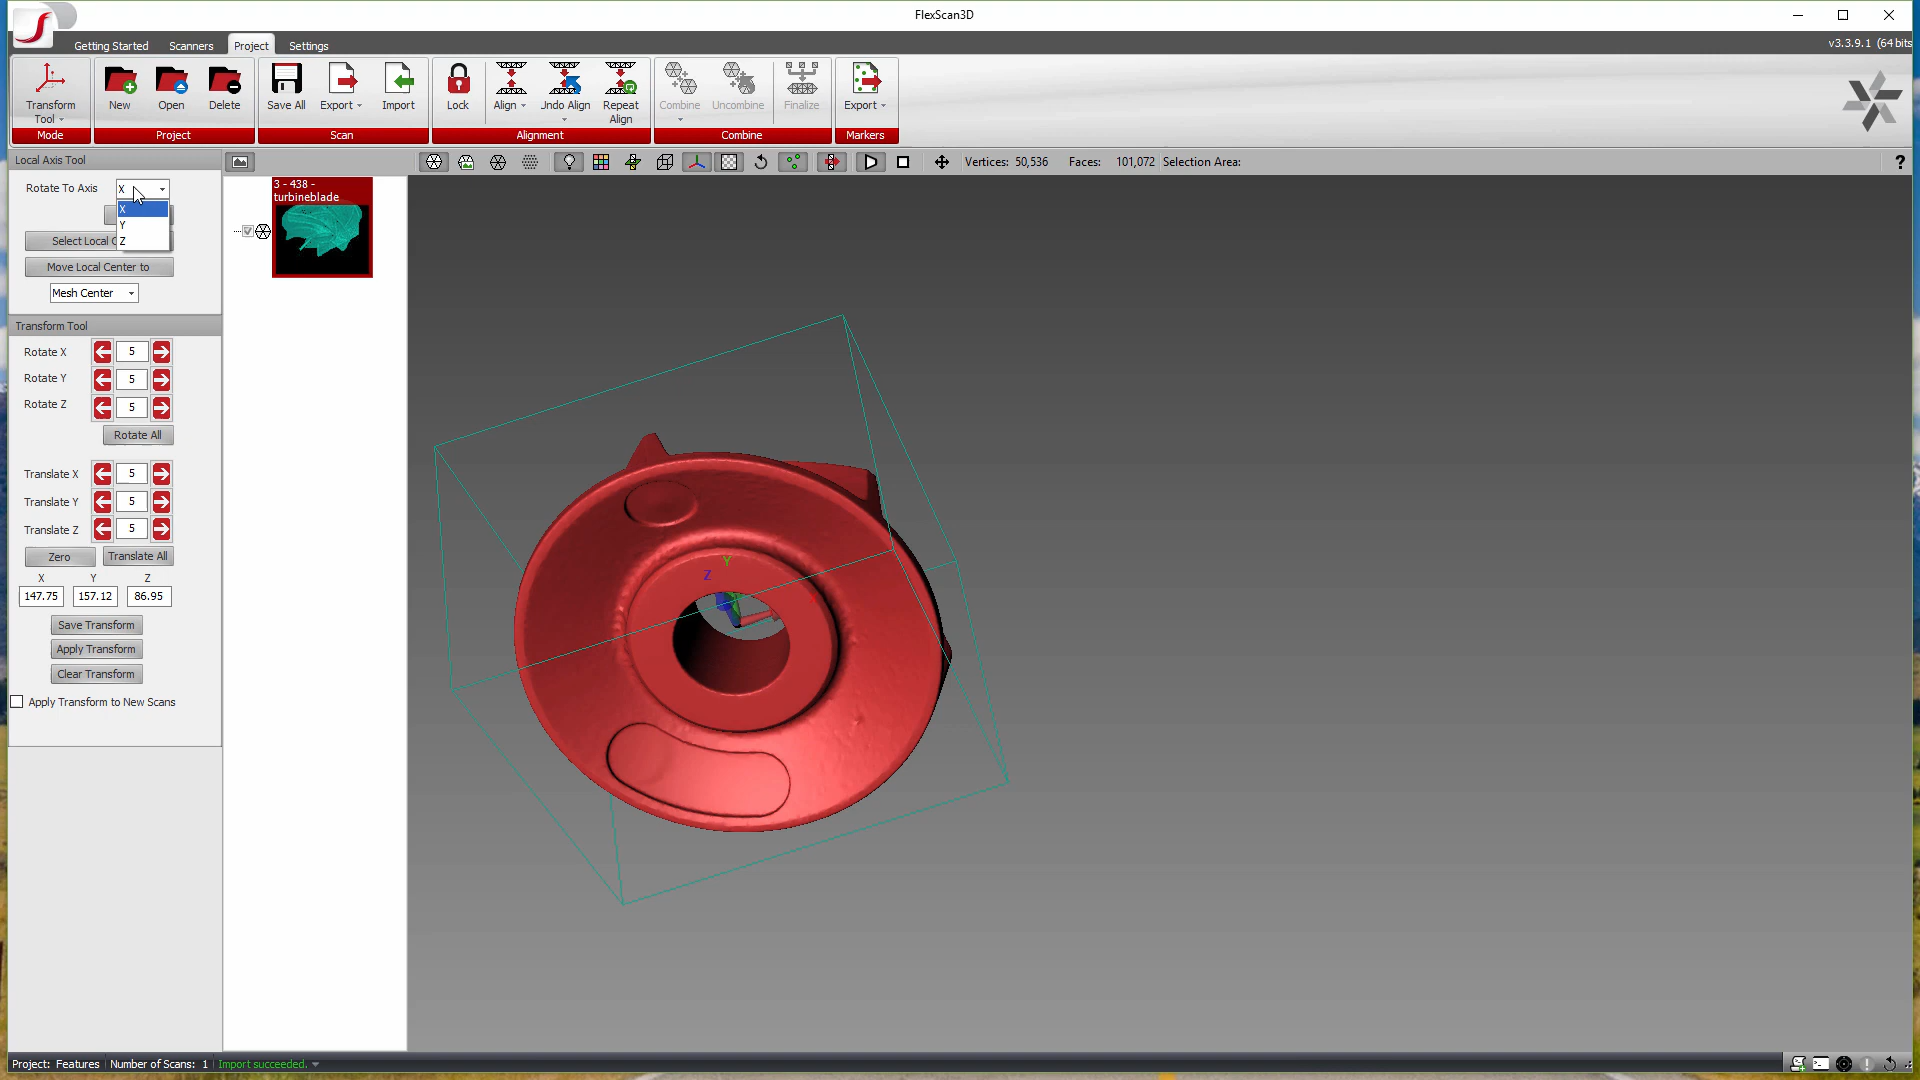 FlexScan3D
Getting Started Scanners Project Settings
v3.3.9.1 (64 bits
Transform Tool
New
Open
Delete
Save All
Export
Import
Lock
Align
Undo Align
Repeat Align
Combine
Uncombine
Finalize
Export
Mode
Project
Scan
Alignment
Combine
Markers
Local Axis Tool
Vertices: 50,536 Faces: 101,072 Selection Area:
?
Rotate To Axis X
X
Y
Z
Select Local
Move Local Center to
Mesh Center
3 - 438 -
turbineblade
Transform Tool
Rotate X 5
Rotate Y 5
Rotate Z 5
Rotate All
Translate X 5
Translate Y 5
Translate Z 5
Zero Translate All
X Y Z
147.75 157.12 86.95
Save Transform
Apply Transform
Clear Transform
Apply Transform to New Scans
Y
Z
Project: Features Number of Scans: 1 Import succeeded.